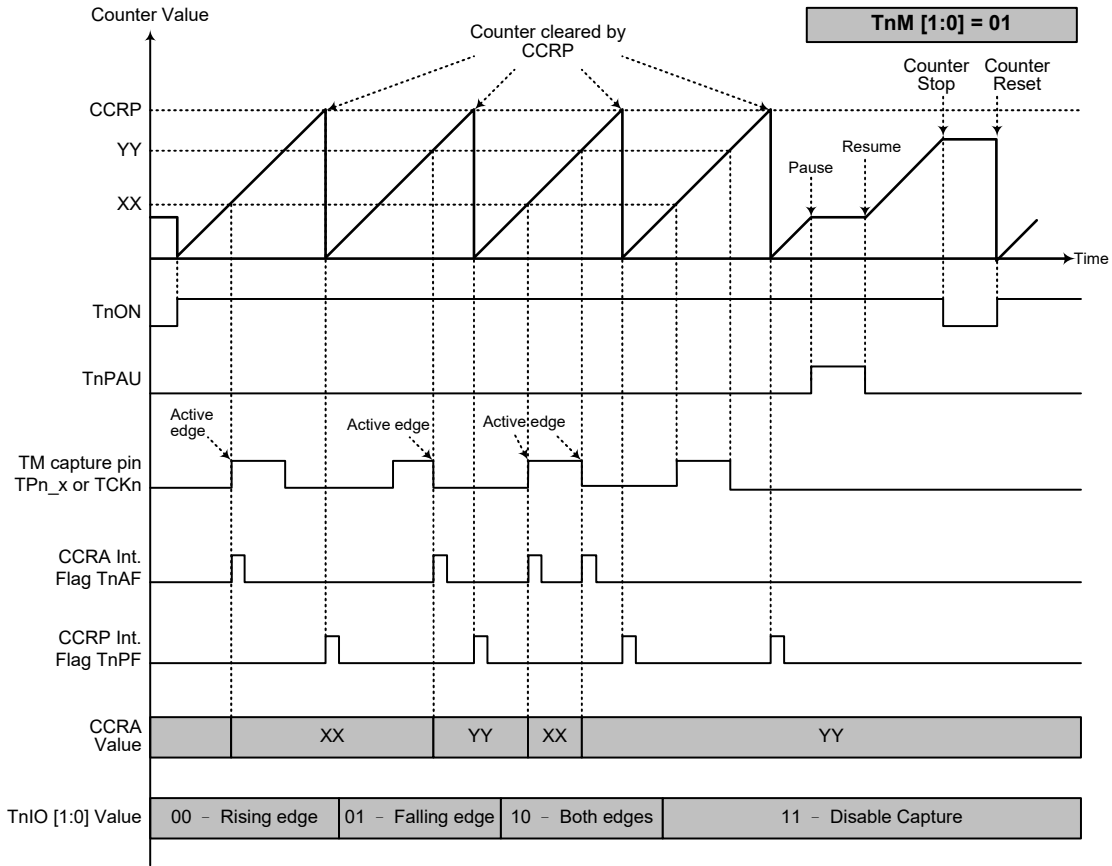 Counter Value
TnM [1:0] = 01
Counter cleared by
CCRP
Counter
Stop
Counter
Reset
CCRP
YY
XX
Pause
Resume
Time
TnON
TnPAU
Active
edge
Active edge
Active edge
TM capture pin
TPn_x or TCKn
CCRA Int.
Flag TnAF
CCRP Int.
Flag TnPF
CCRA
Value
XX
YY
XX
YY
TnIO [1:0] Value
00 - Rising edge
01 - Falling edge
10 - Both edges
11 - Disable Capture